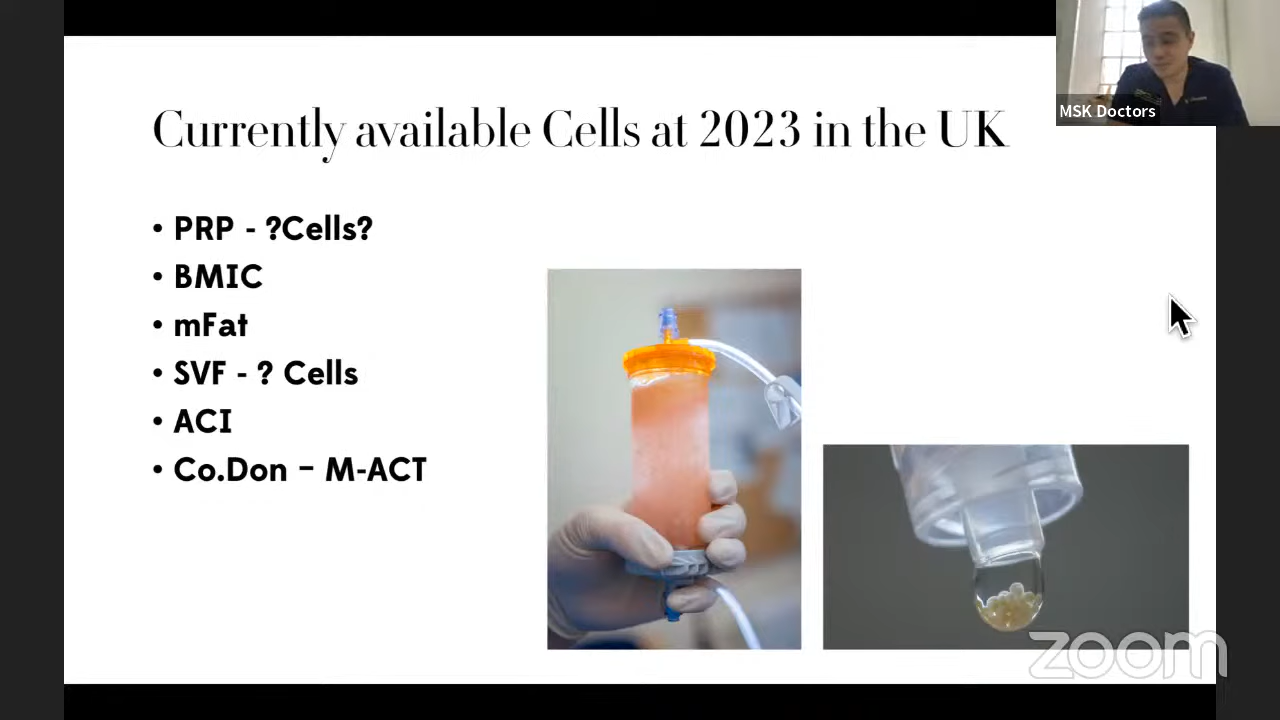 Currently available Cells at 2023 in the UK
MSK Doctors
• PRP - ?Cells?
• BMIC
• mFat
• SVF - ? Cells
• ACI
• Co.Don – M-ACT
zoom